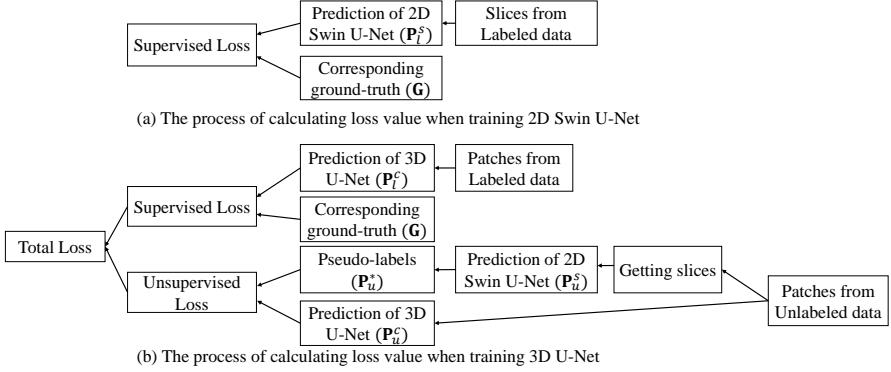 Prediction of 2D
Swin U-Net (P_l^s)
Slices from
Labeled data
Supervised Loss
Corresponding
ground-truth (G)
(a) The process of calculating loss value when training 2D Swin U-Net
Prediction of 3D
U-Net (P_l^c)
Patches from
Labeled data
Supervised Loss
Corresponding
ground-truth (G)
Total Loss
Pseudo-labels
(P_u^*)
Prediction of 2D
Swin U-Net (P_u^s)
Getting slices
Unsupervised
Loss
Patches from
Unlabeled data
Prediction of 3D
U-Net (P_u^c)
(b) The process of calculating loss value when training 3D U-Net